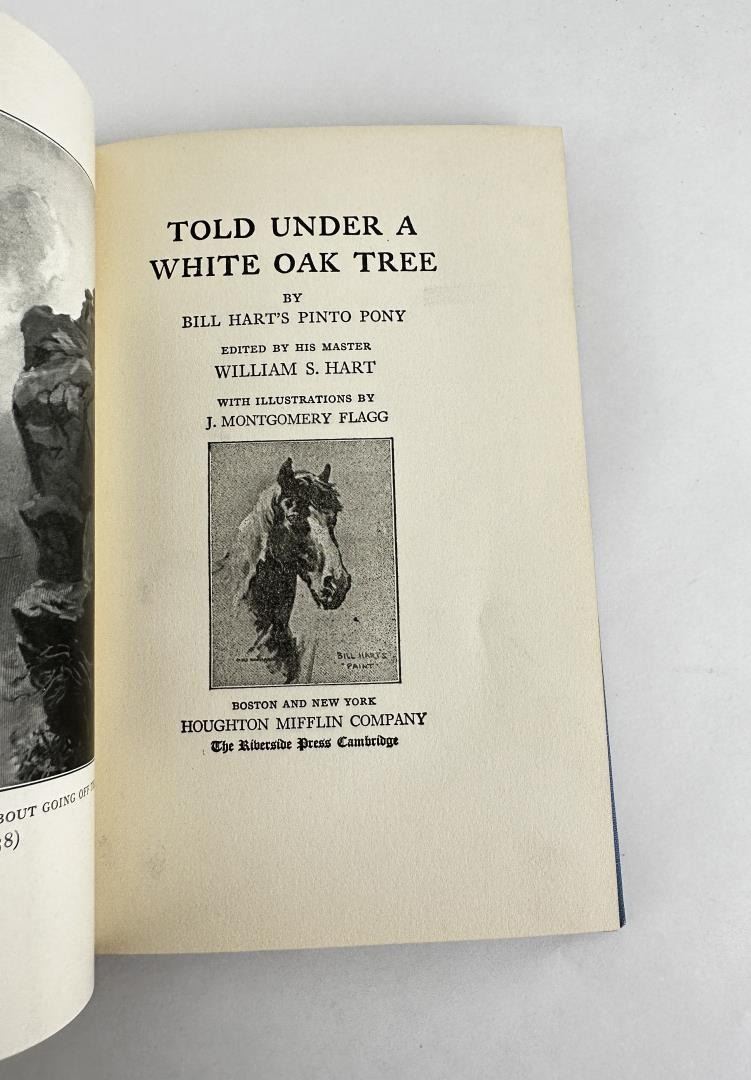 BOUT GOING OFF
38)
TOLD UNDER A
WHITE OAK TREE
BY
BILL HART'S PINTO PONY
EDITED BY HIS MASTER
WILLIAM S. HART
WITH ILLUSTRATIONS BY
J. MONTGOMERY FLAGG
BILL HART'S
"PAINT"
BOSTON AND NEW YORK
HOUGHTON MIFFLIN COMPANY
The Riverside Press Cambridge